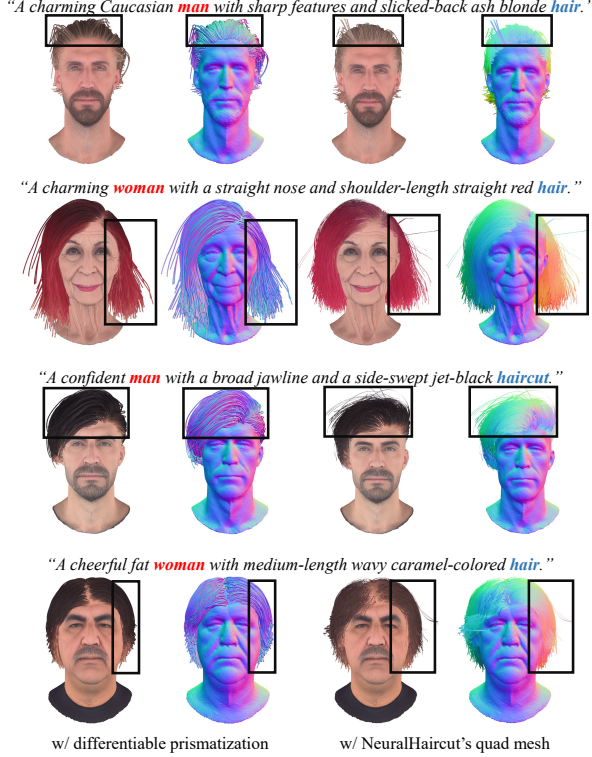 “A charming Caucasian man with sharp features and slicked-back ash blonde hair.”
“A charming woman with a straight nose and shoulder-length straight red hair.”
“A confident man with a broad jawline and a side-swept jet-black haircut.”
“A cheerful fat woman with medium-length wavy caramel-colored hair.”
w/ differentiable prismatization w/ NeuralHaircut’s quad mesh